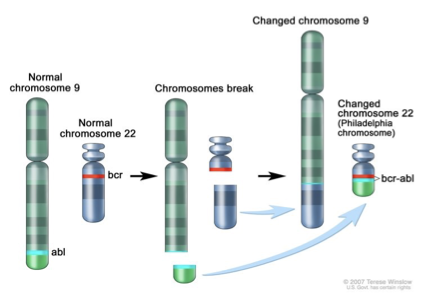 Normal
chromosome 9
Normal
chromosome 22
bcr
abl
Chromosomes break
Changed chromosome 9
Changed
chromosome 22
(Philadelphia
chromosome)
bcr-abl
© 2007 Terese Winslow
U.S. Govt. has certain rights